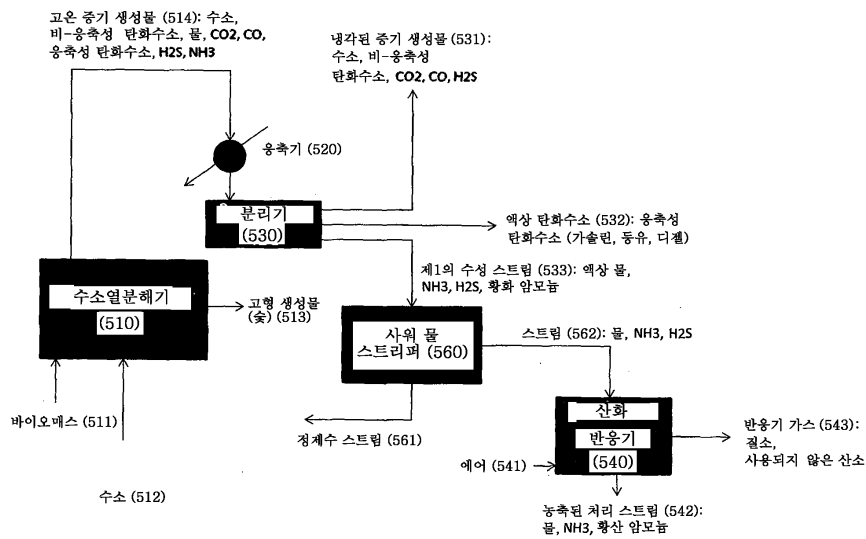 고온 증기 생성물 (514): 수소,
비-응축성 탄화수소, 물, CO2, CO,
응축성 탄화수소, H2S, NH3
냉각된 증기 생성물 (531):
수소, 비-응축성
탄화수소, CO2, CO, H2S
응축기 (520)
분리기
(530)
액상 탄화수소 (532): 응축성
탄화수소 (가솔린, 등유, 디젤)
제1의 수성 스트림 (533): 액상 물,
NH3, H2S, 황화 암모늄
수소열분해기
(510)
고형 생성물
(숯) (513)
사워 물
스트리퍼 (560)
스트림 (562): 물, NH3, H2S
바이오매스 (511)
정제수 스트림 (561)
산화
반응기
(540)
반응기 가스 (543):
질소,
사용되지 않은 산소
에어 (541)
수소 (512)
농축된 처리 스트림 (542):
물, NH3, 황산 암모늄